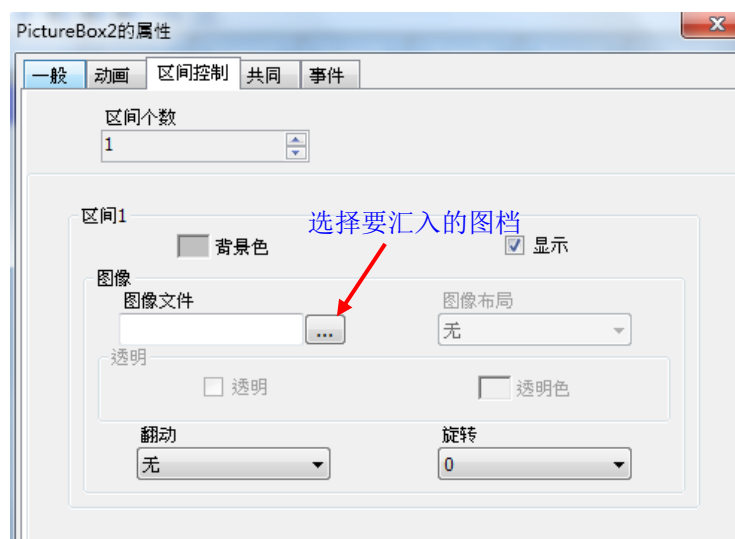 PictureBox2的属性
一般 动画 区间控制 共同 事件
区间个数
1
区间1
选择要汇入的图档
背景色 显示
图像
图像文件 图像布局
... 无
透明
透明 透明色
翻动 旋转
无 0